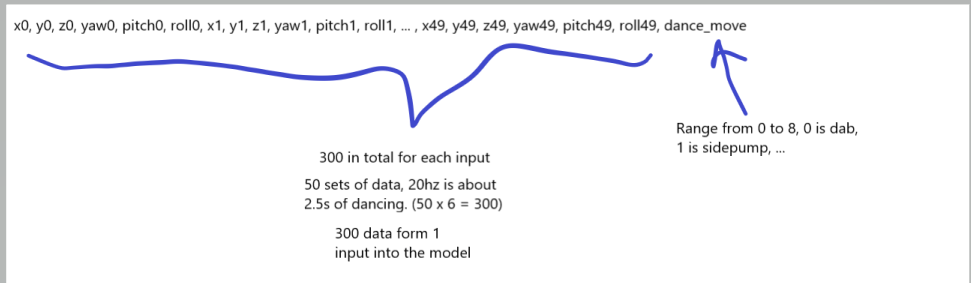 x0, y0, z0, yaw0, pitch0, roll0, x1, y1, z1, yaw1, pitch1, roll1, ... , x49, y49, z49, yaw49, pitch49, roll49, dance_move
Range from 0 to 8, 0 is dab,
1 is sidepump, ...
300 in total for each input
50 sets of data, 20hz is about
2.5s of dancing. (50 x 6 = 300)
300 data form 1
input into the model